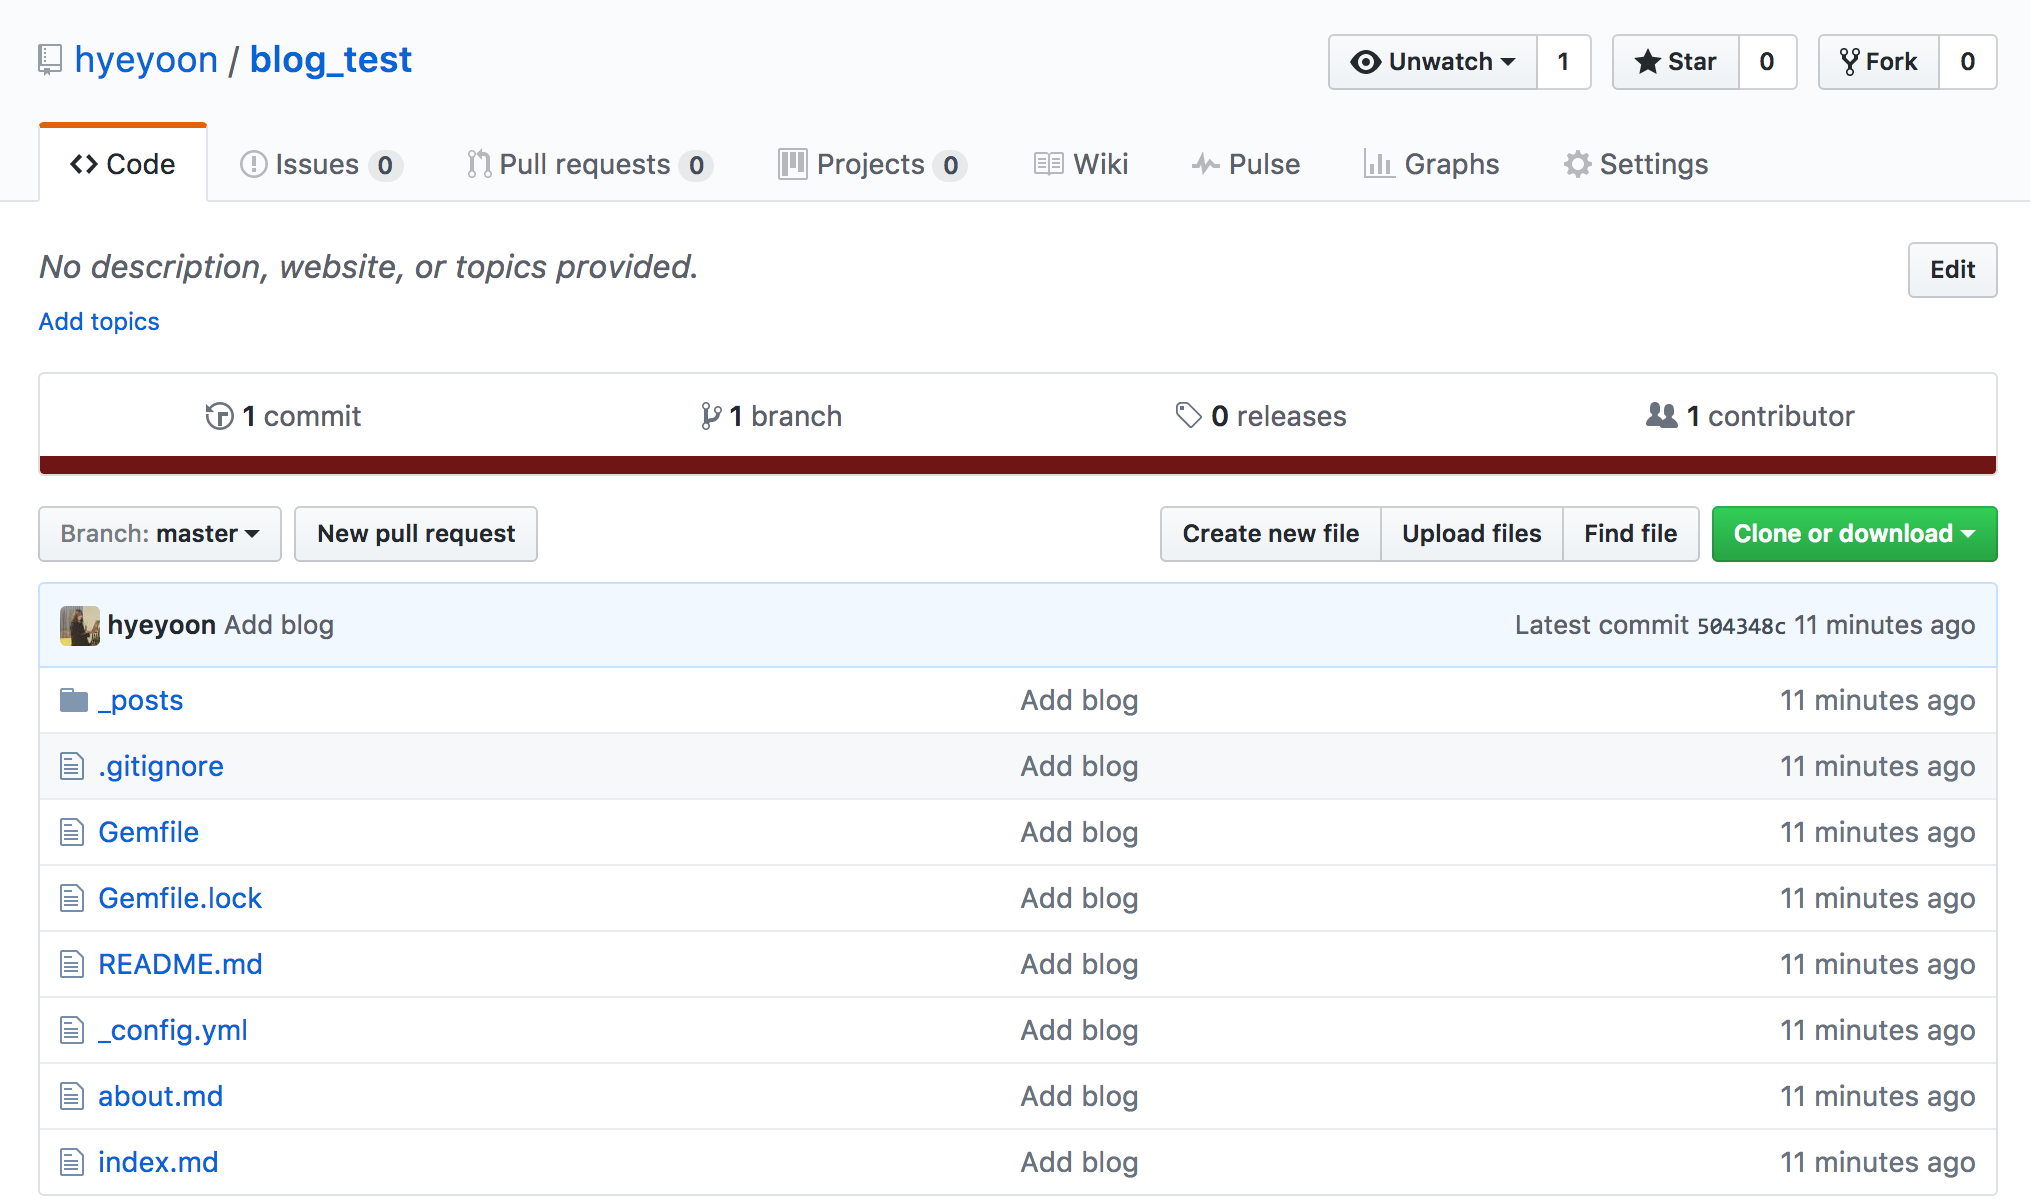 hyeyoon / blog_test Unwatch 1 Star 0 Fork 0
Code Issues 0 Pull requests 0 Projects 0 Wiki Pulse Graphs Settings
No description, website, or topics provided. Edit
Add topics
1 commit 1 branch 0 releases 1 contributor
Branch: master New pull request Create new file Upload files Find file Clone or download
hyeyoon Add blog Latest commit 504348c 11 minutes ago
_posts Add blog 11 minutes ago
.gitignore Add blog 11 minutes ago
Gemfile Add blog 11 minutes ago
Gemfile.lock Add blog 11 minutes ago
README.md Add blog 11 minutes ago
_config.yml Add blog 11 minutes ago
about.md Add blog 11 minutes ago
index.md Add blog 11 minutes ago